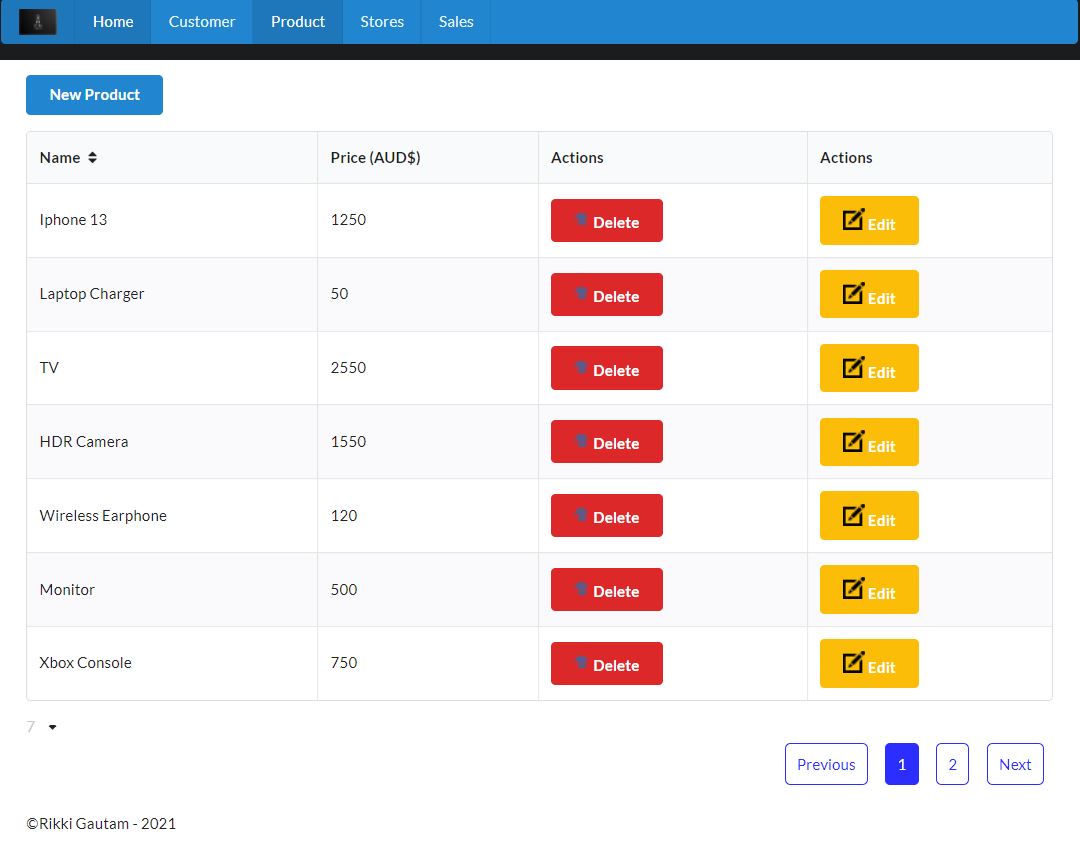 Home Customer Product Stores Sales
New Product
Name Price (AUD$) Actions Actions
Iphone 13 1250 Delete Edit
Laptop Charger 50 Delete Edit
TV 2550 Delete Edit
HDR Camera 1550 Delete Edit
Wireless Earphone 120 Delete Edit
Monitor 500 Delete Edit
Xbox Console 750 Delete Edit
7
Previous 1 2 Next
©Rikki Gautam - 2021